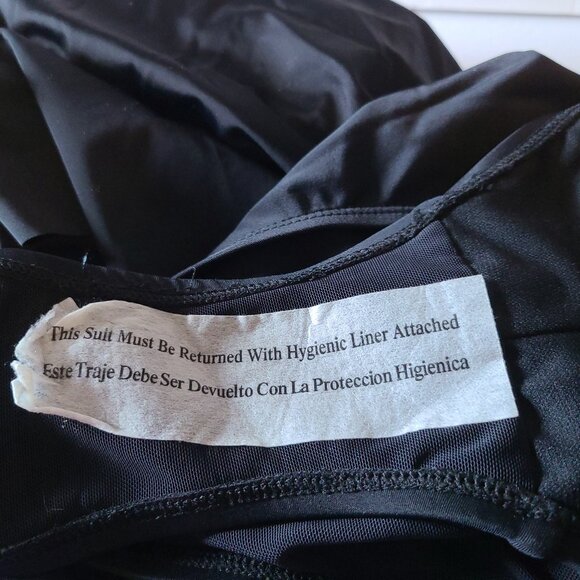 This Suit Must Be Returned With Hygienic Liner Attached
Este Traje Debe Ser Devuelto Con La Proteccion Higienica